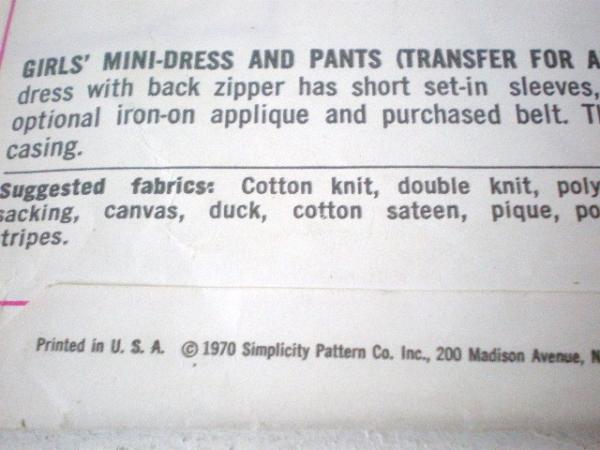 GIRLS' MINI-DRESS AND PANTS (TRANSFER FOR A
dress with back zipper has short set-in sleeves,
optional iron-on applique and purchased belt. T
casing.
Suggested fabrics: Cotton knit, double knit, poly
sacking, canvas, duck, cotton sateen, pique, po
tripes.
Printed in U. S. A. © 1970 Simplicity Pattern Co. Inc., 200 Madison Avenue, N